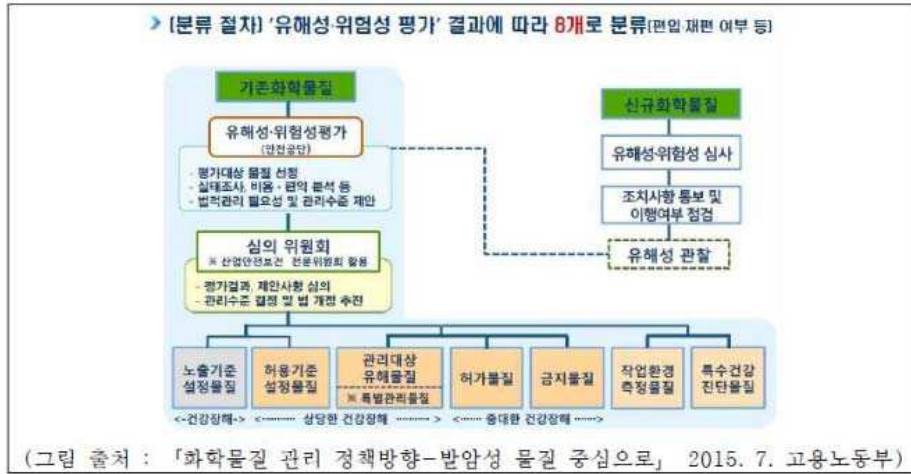 > [분류 절차] '유해성·위험성 평가' 결과에 따라 8개로 분류(편입·재편 여부 등)
기존화학물질
유해성·위험성평가
(안전공단)
- 평가대상 물질 선정
- 실태조사, 비용·편익 분석 등
- 법적관리 필요성 및 관리수준 제안
심의 위원회
※ 산업안전보건 전문위원회 활용
- 평가결과, 제안사항 심의
- 관리수준 결정 및 법 개정 추진
신규화학물질
유해성·위험성 심사
조치사항 통보 및
이행여부 점검
유해성 관찰
노출기준
설정물질
허용기준
설정물질
관리대상
유해물질
※ 특별관리물질
허가물질
금지물질
작업환경
측정물질
특수건강
진단물질
<-건강장해-> <········ 상당한 건강장해 ········> <······ 중대한 건강장해 ······>
(그림 출처 : 「화학물질 관리 정책방향-발암성 물질 중심으로」 2015. 7. 고용노동부)